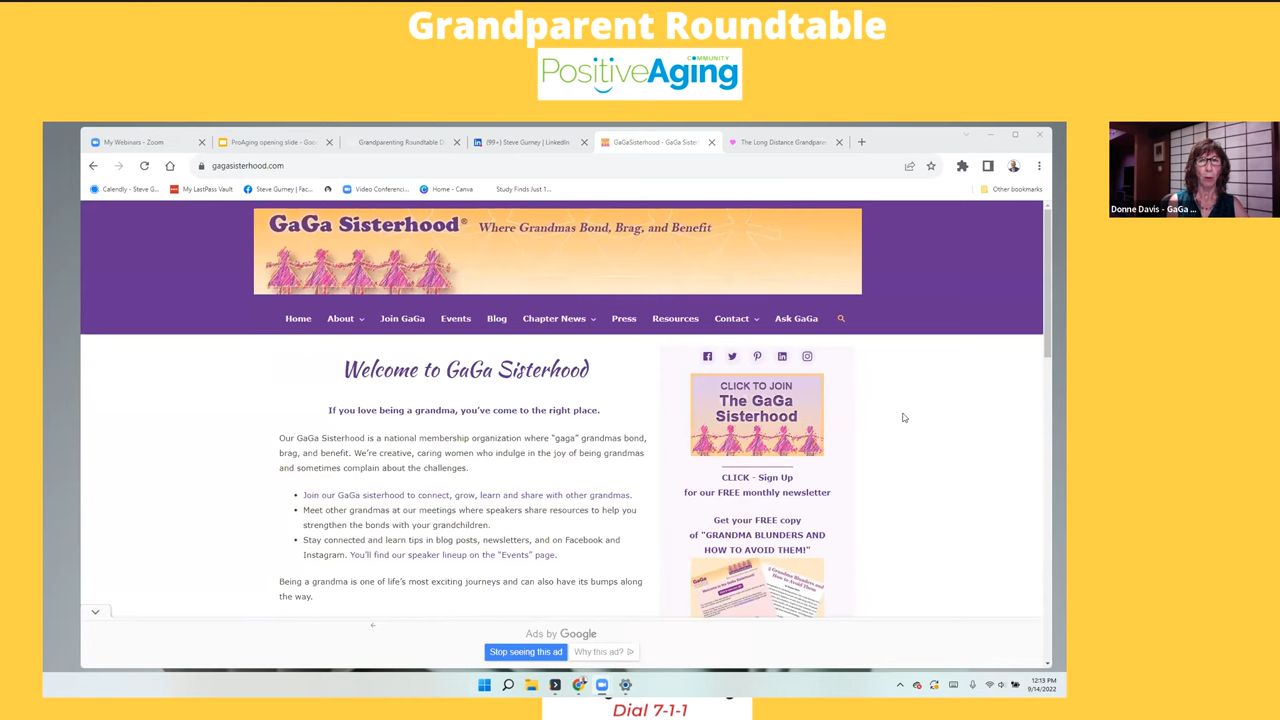 Grandparent Roundtable
COMMUNITY
PositiveAging
My Webinars - Zoom
ProAging opening slide - Goo
Grandparenting Roundtable D
(99+) Steve Gurney | LinkedIn
GaGaSisterhood - GaGa Sister
The Long Distance Grandpare
gagasisterhood.com
Calendly - Steve G...
My LastPass Vault
Steve Gurney | Fac...
Video Conferenci...
Home - Canva
Study Finds Just 1...
Other bookmarks
Donne Davis - GaGa ...
GaGa Sisterhood® Where Grandmas Bond, Brag, and Benefit
Home About Join GaGa Events Blog Chapter News Press Resources Contact Ask GaGa
Welcome to GaGa Sisterhood
If you love being a grandma, you've come to the right place.
Our GaGa Sisterhood is a national membership organization where "gaga" grandmas bond,
brag, and benefit. We're creative, caring women who indulge in the joy of being grandmas
and sometimes complain about the challenges.
• Join our GaGa sisterhood to connect, grow, learn and share with other grandmas.
• Meet other grandmas at our meetings where speakers share resources to help you
strengthen the bonds with your grandchildren.
• Stay connected and learn tips in blog posts, newsletters, and on Facebook and
Instagram. You'll find our speaker lineup on the "Events" page.
Being a grandma is one of life's most exciting journeys and can also have its bumps along
the way.
CLICK TO JOIN
The GaGa
Sisterhood
CLICK - Sign Up
for our FREE monthly newsletter
Get your FREE copy
of "GRANDMA BLUNDERS AND
HOW TO AVOID THEM!"
GaGa
2 Grandma Blunders and
How to Avoid Them
Ads by Google
Stop seeing this ad
Why this ad?
12:13 PM
9/14/2022
Dial 7-1-1